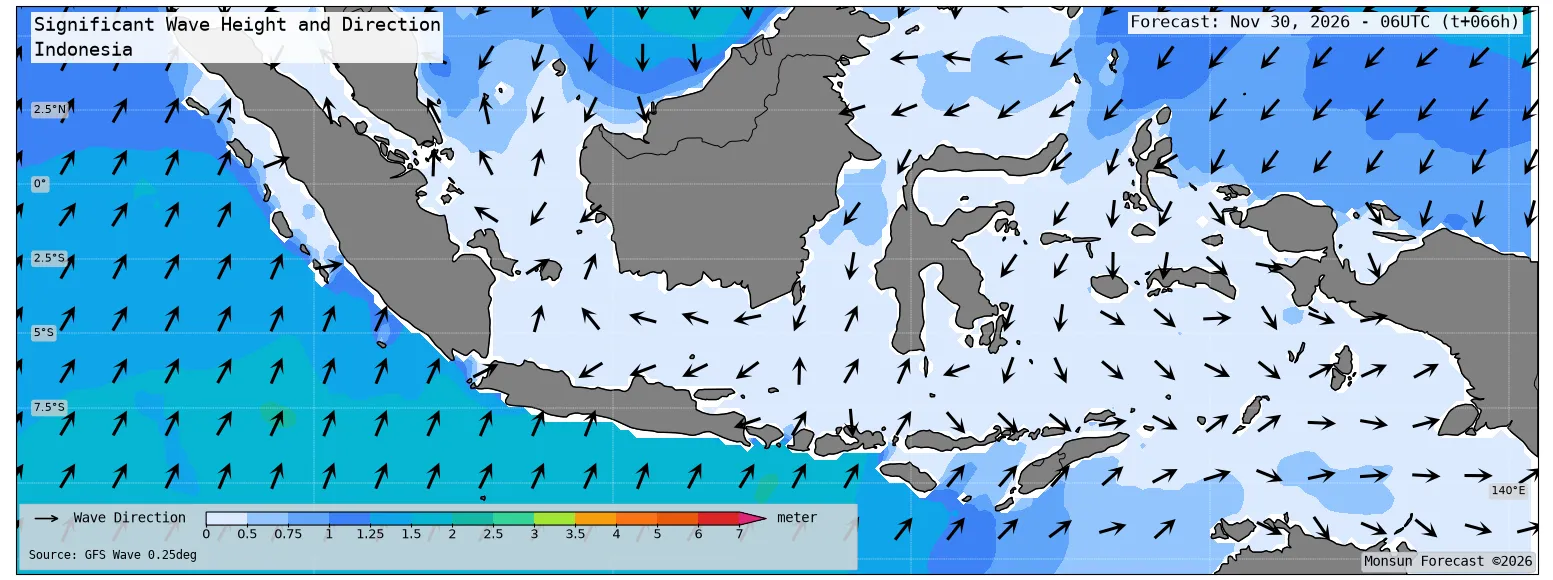 Significant Wave Height and Direction
Indonesia
Forecast: Nov 30, 2026 - 06UTC (t+066h)
2.5°N
0°
2.5°S
5°S
7.5°S
140°E
Wave Direction
0 0.5 0.75 1 1.25 1.5 2 2.5 3 3.5 4 5 6 7
meter
Source: GFS Wave 0.25deg
Monsun Forecast ©2026